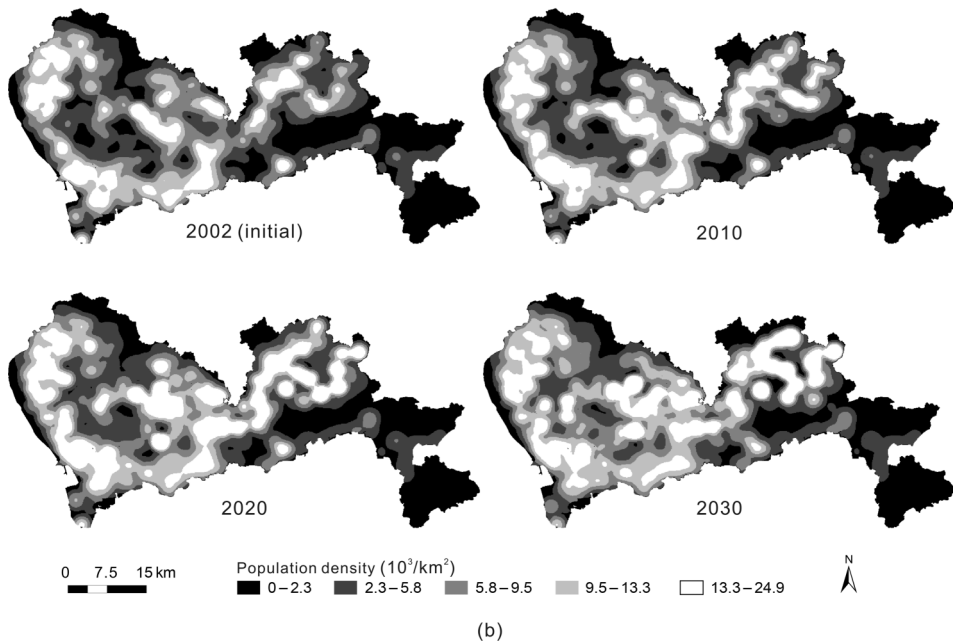 2002 (initial)
2010
2020
2030
0 7.5 15 km
Population density (10³/km²)
0–2.3 2.3–5.8 5.8–9.5 9.5–13.3 13.3–24.9
N
(b)